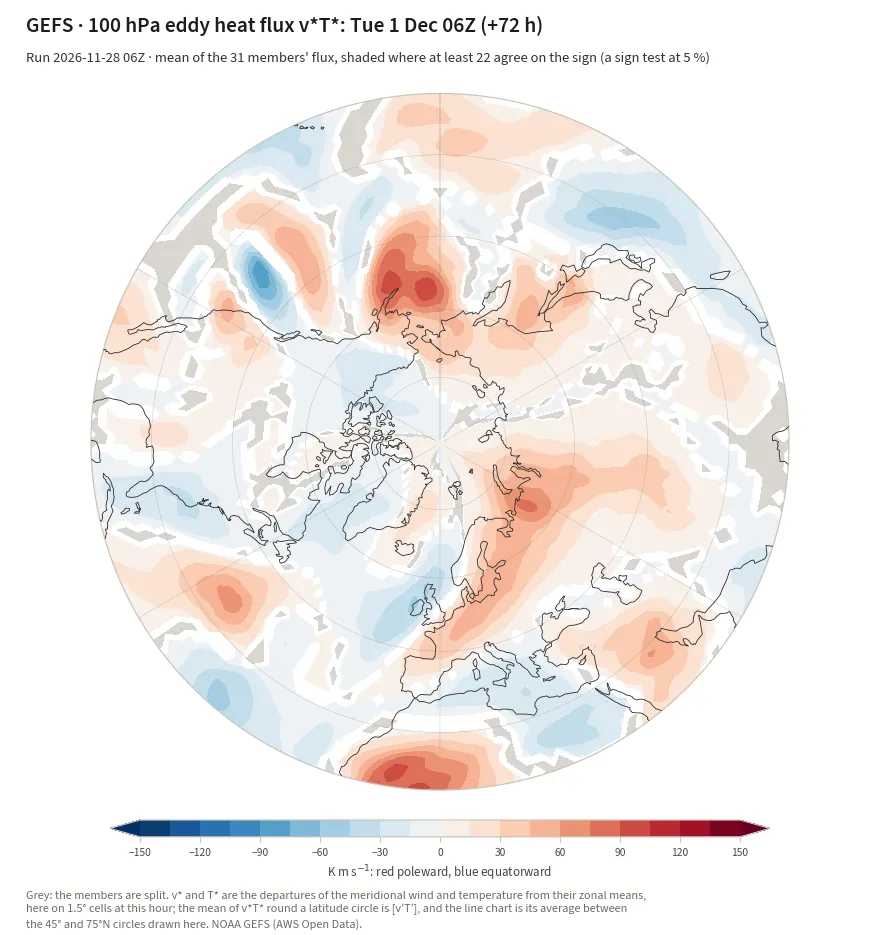 GEFS · 100 hPa eddy heat flux v*T*: Tue 1 Dec 06Z (+72 h)
Run 2026-11-28 06Z · mean of the 31 members' flux, shaded where at least 22 agree on the sign (a sign test at 5 %)
−150 −120 −90 −60 −30 0 30 60 90 120 150
K m s⁻¹: red poleward, blue equatorward
Grey: the members are split. v* and T* are the departures of the meridional wind and temperature from their zonal means,
here on 1.5° cells at this hour; the mean of v*T* round a latitude circle is [v'T'], and the line chart is its average between
the 45° and 75°N circles drawn here. NOAA GEFS (AWS Open Data).